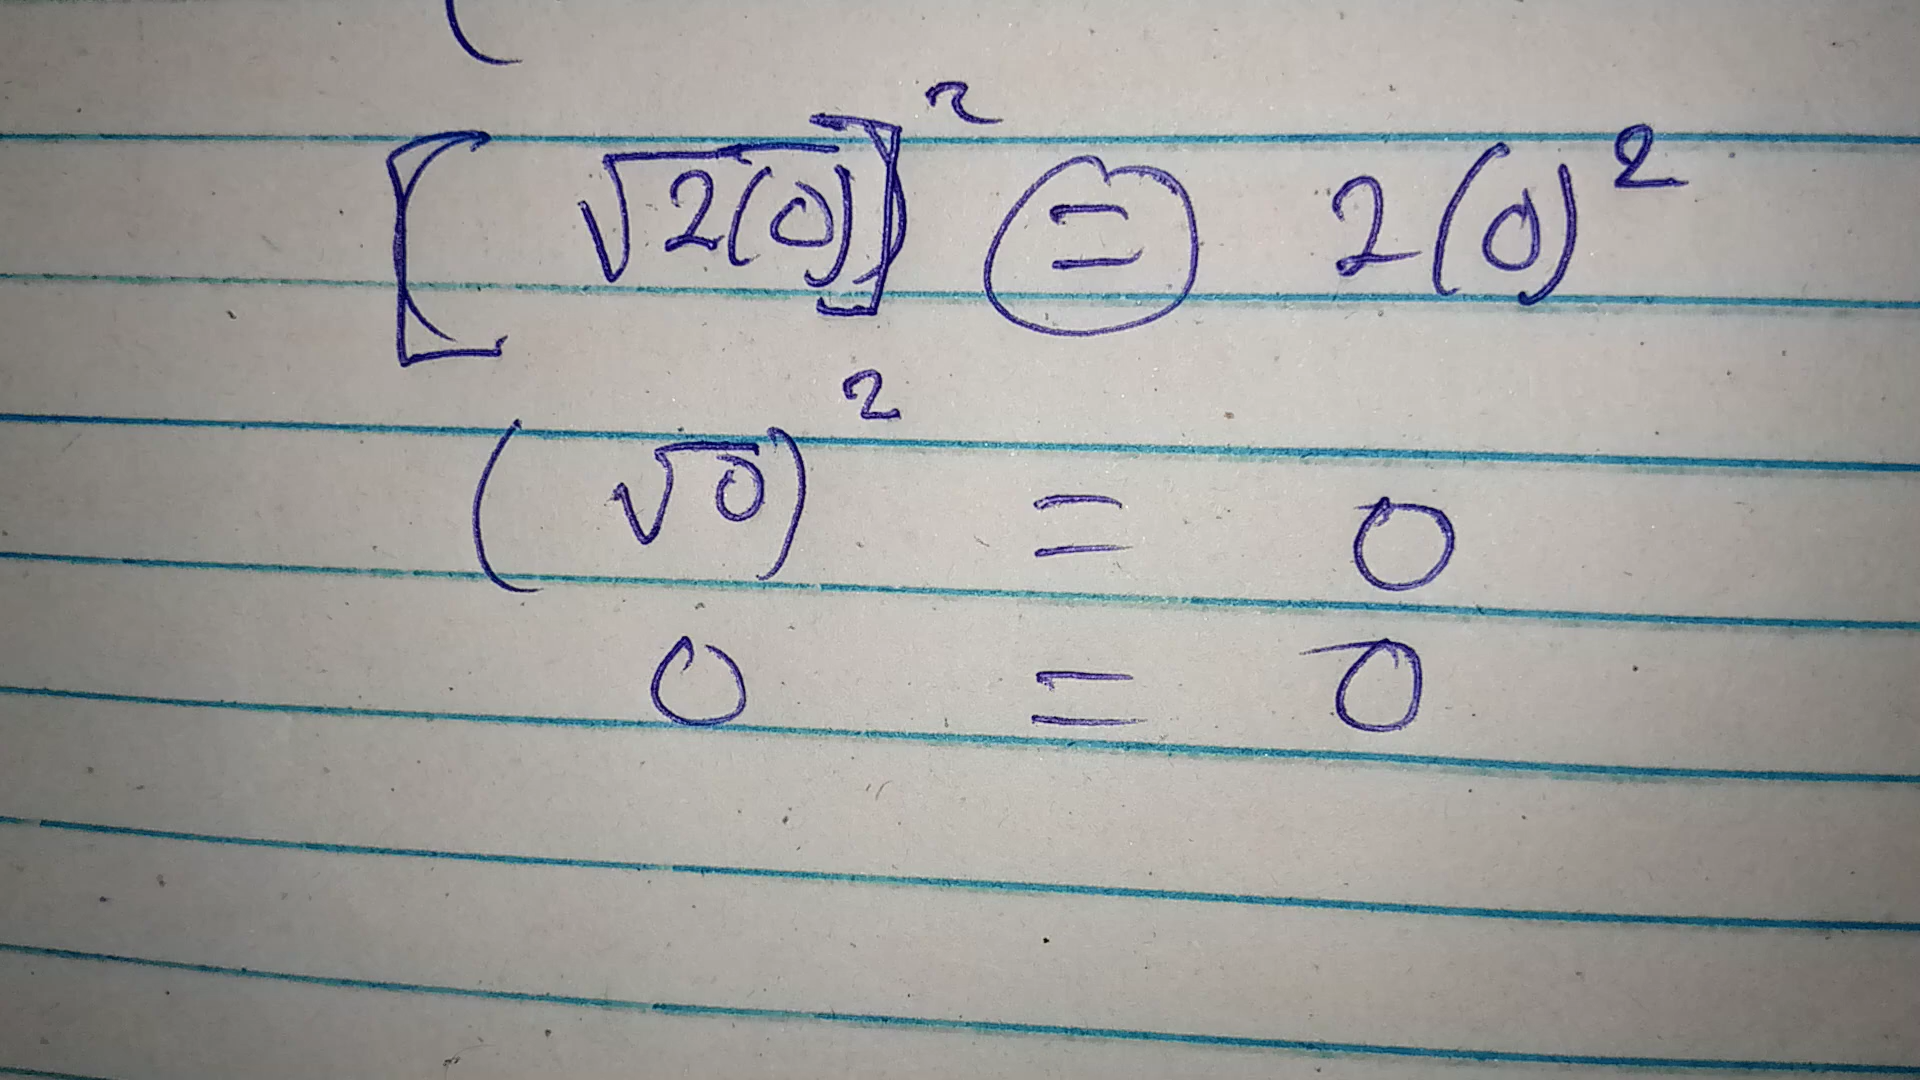 [√2(0)]² = 2(0)²
(√0)² = 0
0 = 0